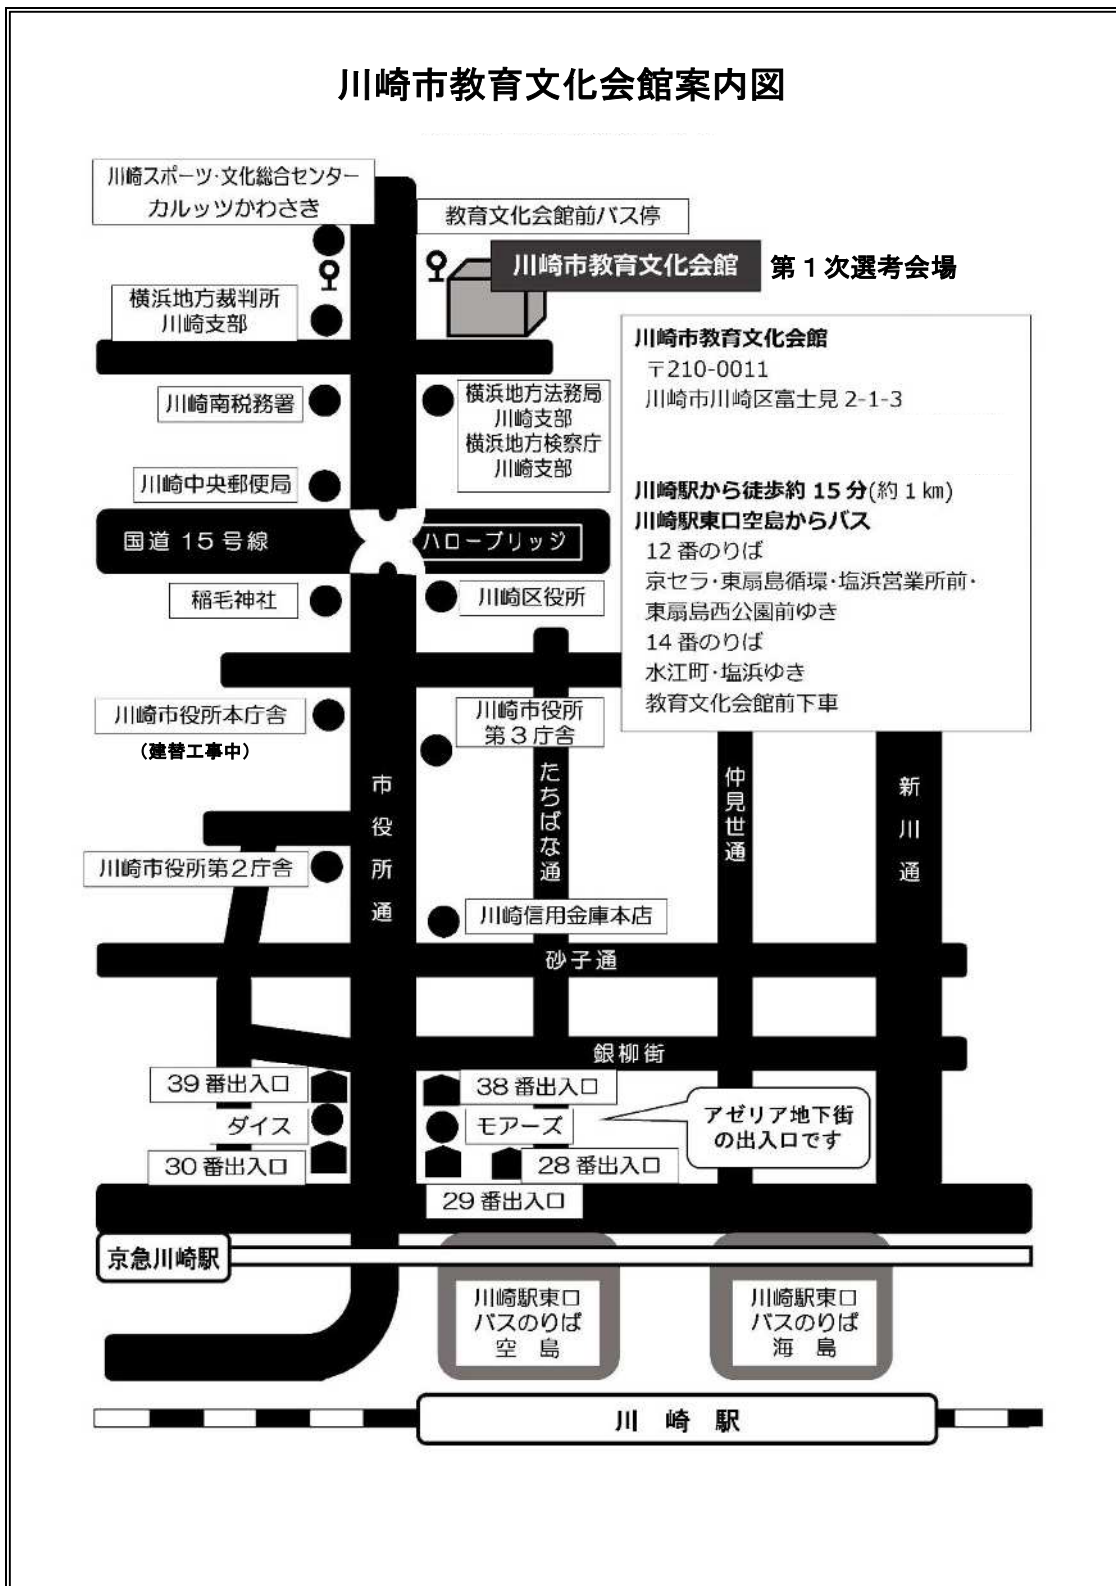 川崎市教育文化会館案内図
川崎スポーツ・文化総合センター
カルッツかわさき
教育文化会館前バス停
川崎市教育文化会館
第1次選考会場
横浜地方裁判所
川崎支部
川崎市教育文化会館
〒210-0011
川崎市川崎区富士見 2-1-3
川崎南税務署
横浜地方法務局
川崎支部
横浜地方検察庁
川崎支部
川崎中央郵便局
川崎駅から徒歩約 15 分(約 1 km)
川崎駅東口空島からバス
12 番のりば
京セラ・東扇島循環・塩浜営業所前・
東扇島西公園前ゆき
14 番のりば
水江町・塩浜ゆき
教育文化会館前下車
国道 15 号線
ハローブリッジ
稲毛神社
川崎区役所
川崎市役所本庁舎
(建替工事中)
川崎市役所
第3庁舎
市役所通
たちばな通
仲見世通
新川通
川崎市役所第2庁舎
川崎信用金庫本店
砂子通
銀柳街
39 番出入口
38 番出入口
ダイス
モアーズ
アゼリア地下街
の出入口です
30 番出入口
28 番出入口
29 番出入口
京急川崎駅
川崎駅東口
バスのりば
空 島
川崎駅東口
バスのりば
海 島
川 崎 駅